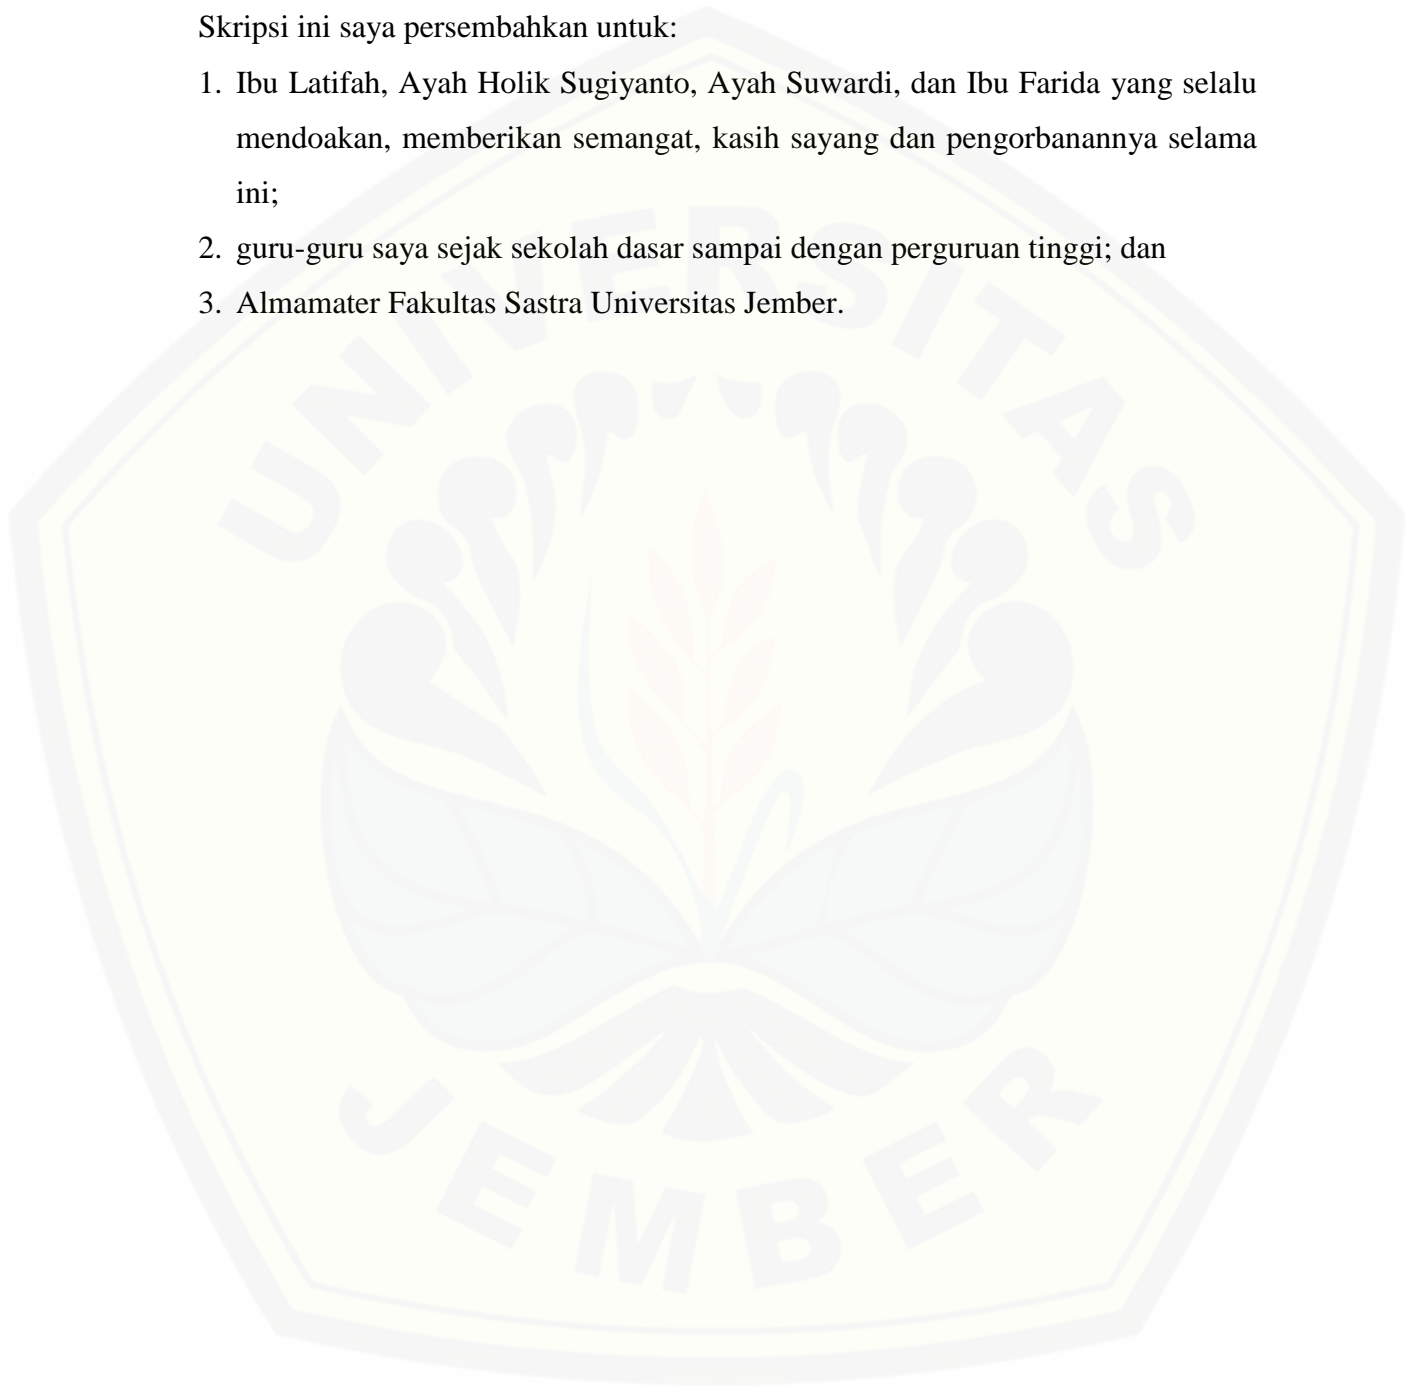 Skripsi ini saya persembahkan untuk:
1. Ibu Latifah, Ayah Holik Sugiyanto, Ayah Suwardi, dan Ibu Farida yang selalu
mendoakan, memberikan semangat, kasih sayang dan pengorbanannya selama
ini;
2. guru-guru saya sejak sekolah dasar sampai dengan perguruan tinggi; dan
3. Almamater Fakultas Sastra Universitas Jember.
UNIVERSITAS
JEMBER